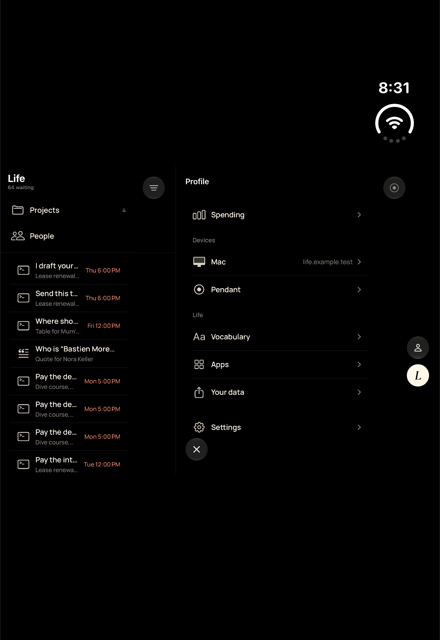 8:31
Life
64 waiting
Projects
4
People
I draft your... Thu 6:00 PM
Lease renewal...
Send this t... Thu 6:00 PM
Lease renewal...
Where sho... Fri 12:00 PM
Table for Mum'...
Who is "Bastien More...
Quote for Nora Keller
Pay the de... Mon 5:00 PM
Dive course,...
Pay the de... Mon 5:00 PM
Dive course,...
Pay the de... Mon 5:00 PM
Dive course,...
Pay the int... Tue 12:00 PM
Lease renewa...
Profile
Spending
Devices
Mac life.example.test
Pendant
Life
Aa Vocabulary
Apps
Your data
Settings
L